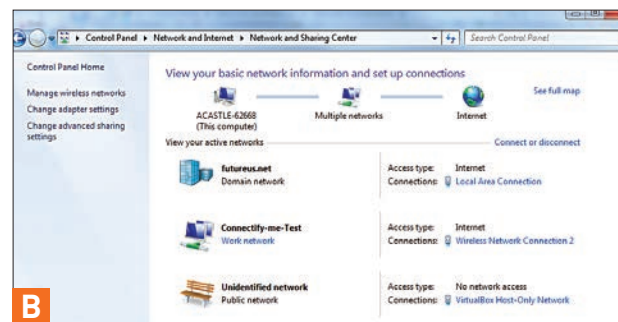 Control Panel ▸ Network and Internet ▸ Network and Sharing Center
Search Control Panel
Control Panel Home
Manage wireless networks
Change adapter settings
Change advanced sharing
settings
View your basic network information and set up connections
See full map
ACASTLE-62668
(This computer)
Multiple networks
Internet
View your active networks
Connect or disconnect
futureus.net
Domain network
Access type: Internet
Connections: Local Area Connection
Connectify-me-Test
Work network
Access type: Internet
Connections: Wireless Network Connection 2
Unidentified network
Public network
Access type: No network access
Connections: VirtualBox Host-Only Network
B